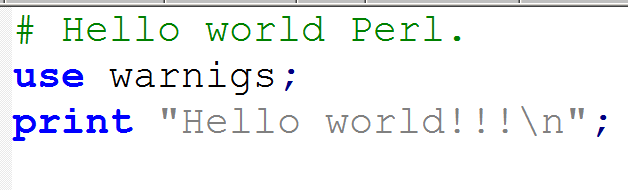 # Hello world Perl.
use warnigs;
print "Hello world!!!\n";